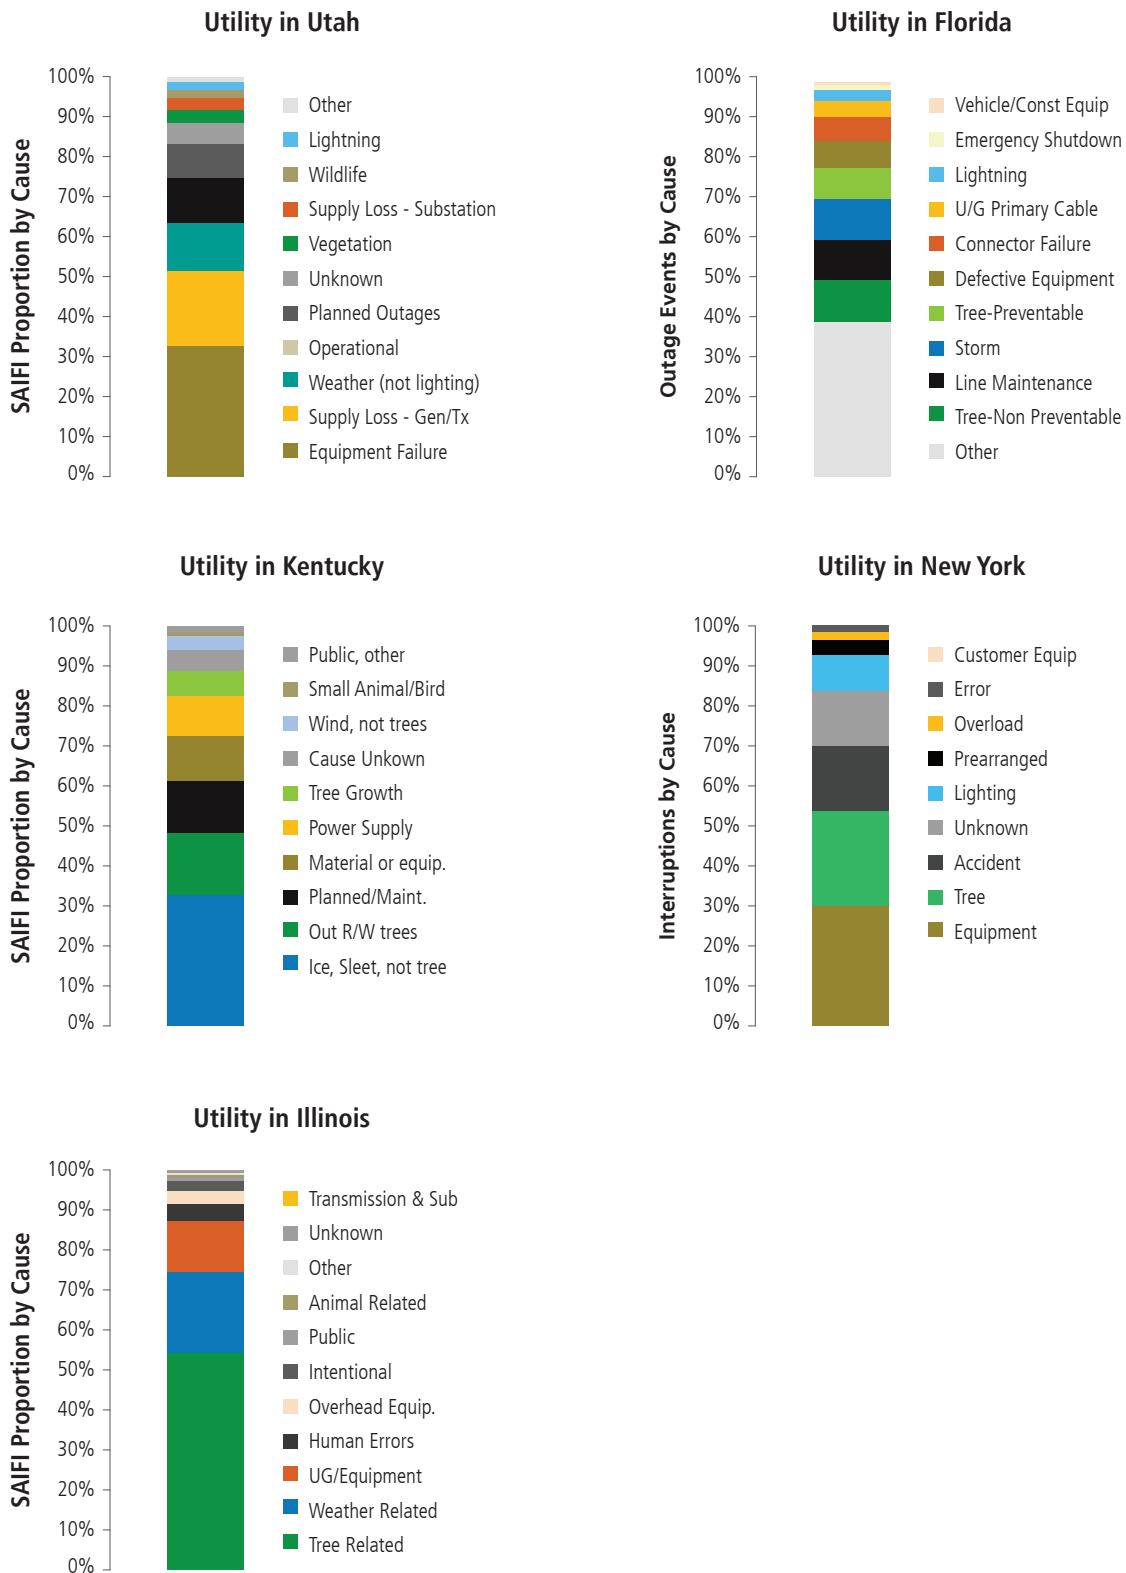 Utility in Utah
SAIFI Proportion by Cause
100%
90%
80%
70%
60%
50%
40%
30%
20%
10%
0%
Other
Lightning
Wildlife
Supply Loss - Substation
Vegetation
Unknown
Planned Outages
Operational
Weather (not lighting)
Supply Loss - Gen/Tx
Equipment Failure
Utility in Florida
Outage Events by Cause
100%
90%
80%
70%
60%
50%
40%
30%
20%
10%
0%
Vehicle/Const Equip
Emergency Shutdown
Lightning
U/G Primary Cable
Connector Failure
Defective Equipment
Tree-Preventable
Storm
Line Maintenance
Tree-Non Preventable
Other
Utility in Kentucky
SAIFI Proportion by Cause
100%
90%
80%
70%
60%
50%
40%
30%
20%
10%
0%
Public, other
Small Animal/Bird
Wind, not trees
Cause Unkown
Tree Growth
Power Supply
Material or equip.
Planned/Maint.
Out R/W trees
Ice, Sleet, not tree
Utility in New York
Interruptions by Cause
100%
90%
80%
70%
60%
50%
40%
30%
20%
10%
0%
Customer Equip
Error
Overload
Prearranged
Lighting
Unknown
Accident
Tree
Equipment
Utility in Illinois
SAIFI Proportion by Cause
100%
90%
80%
70%
60%
50%
40%
30%
20%
10%
0%
Transmission & Sub
Unknown
Other
Animal Related
Public
Intentional
Overhead Equip.
Human Errors
UG/Equipment
Weather Related
Tree Related